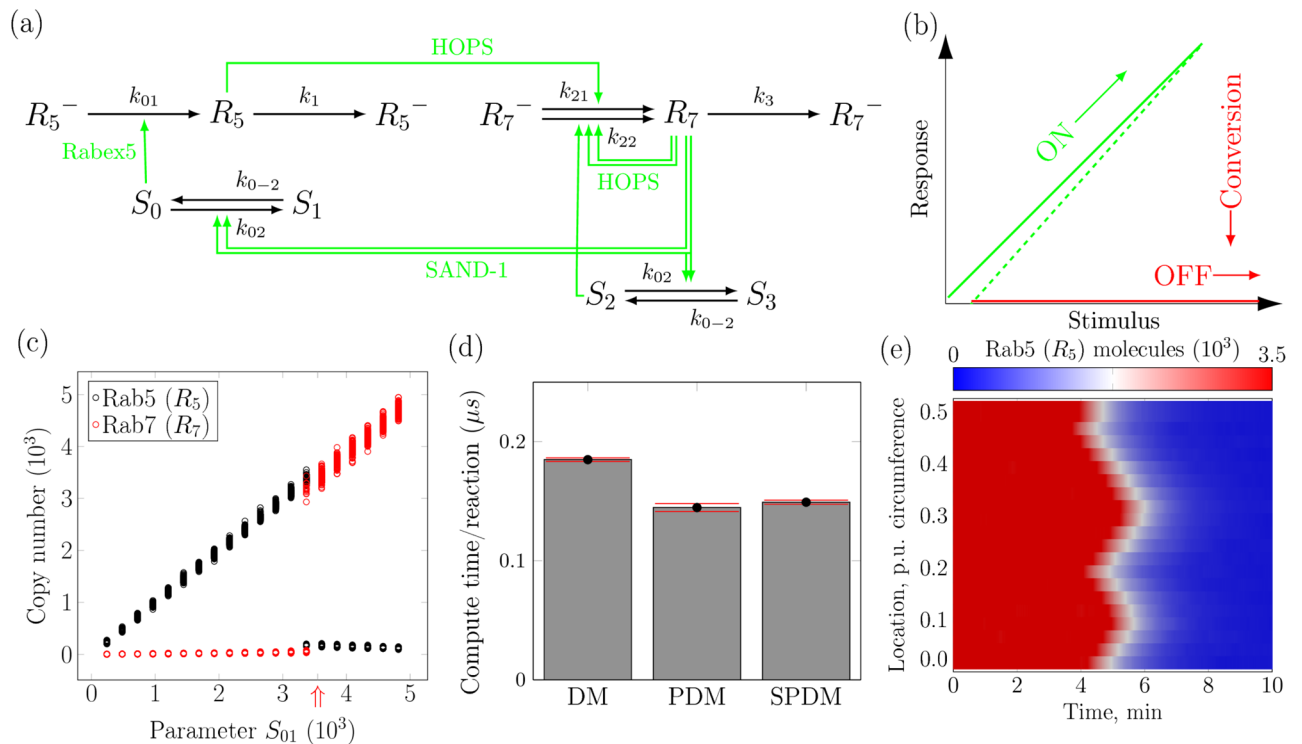 (a)
HOPS
R₅⁻ k₀₁ R₅ k₁ R₅⁻ R₇⁻ k₂₁ R₇ k₃ R₇⁻
k₂₂
Rabex5
HOPS
S₀ k₀₋₂ S₁
k₀₂
SAND-1
S₂ k₀₂ S₃
k₀₋₂
(b)
Response
ON
Conversion
OFF
Stimulus
(c)
Copy number (10³)
5
4
3
2
1
0
Rab5 (R₅)
Rab7 (R₇)
0 1 2 3 4 5
⇑
Parameter S₀₁ (10³)
(d)
Compute time/reaction (μs)
0.2
0.1
0
DM PDM SPDM
(e)
0 Rab5 (R₅) molecules (10³) 3.5
Location, p.u. circumference
0.5
0.4
0.2
0.1
0.0
0 2 4 6 8 10
Time, min